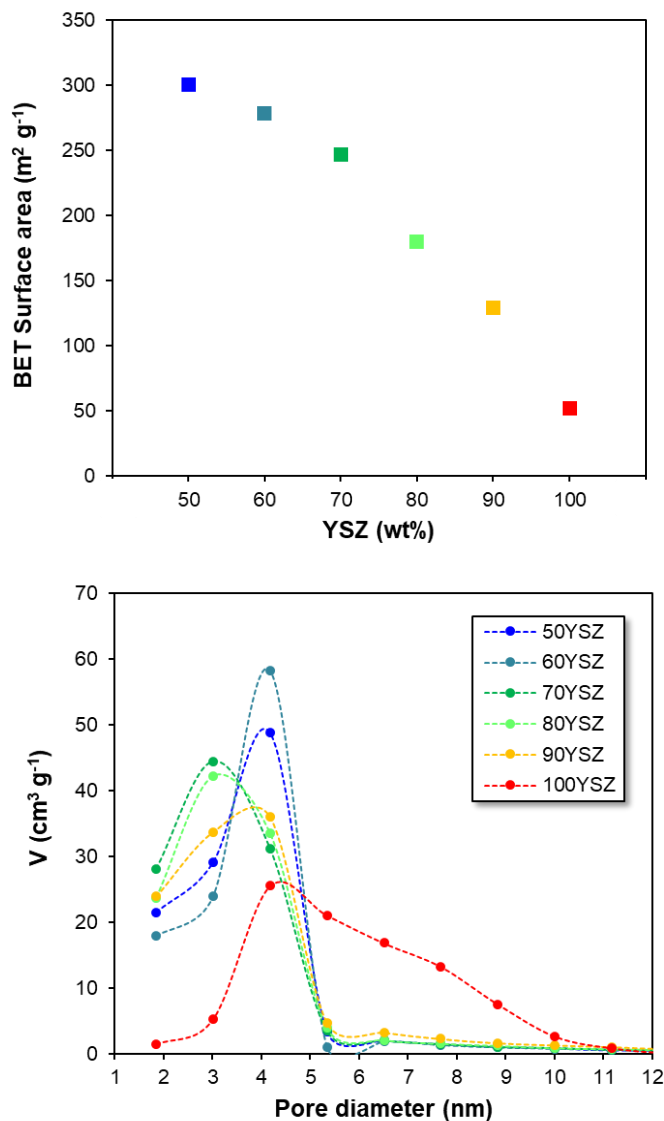 350
300
250
200
150
100
50
0
BET Surface area (m² g⁻¹)
50 60 70 80 90 100
YSZ (wt%)
70
60
50
40
30
20
10
0
V (cm³ g⁻¹)
50YSZ
60YSZ
70YSZ
80YSZ
90YSZ
100YSZ
1 2 3 4 5 6 7 8 9 10 11 12
Pore diameter (nm)